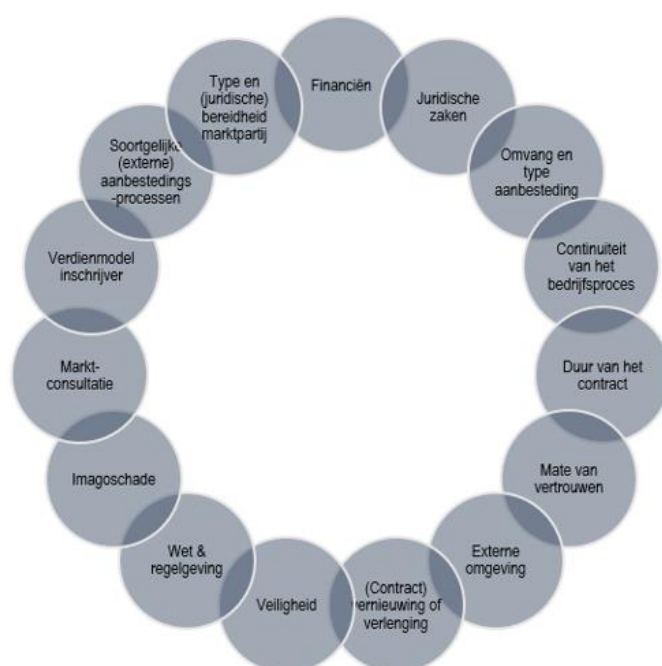 Financiën
Juridische
zaken
Omvang en
type
aanbesteding
Continuïteit
van het
bedrijfsproces
Duur van het
contract
Mate van
vertrouwen
Externe
omgeving
(Contract)
vernieuwing of
verlenging
Veiligheid
Wet &
regelgeving
Imagoschade
Markt-
consultatie
Verdienmodel
inschrijver
Soortgelijke
(externe)
aanbestedings
-processen
Type en
(juridische)
bereidheid
marktpartij